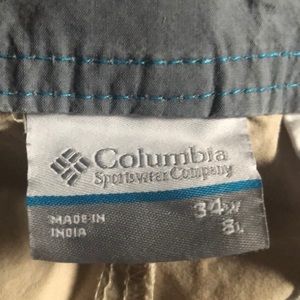 Columbia
Sportswear Company
MADE IN
INDIA
34W
8L